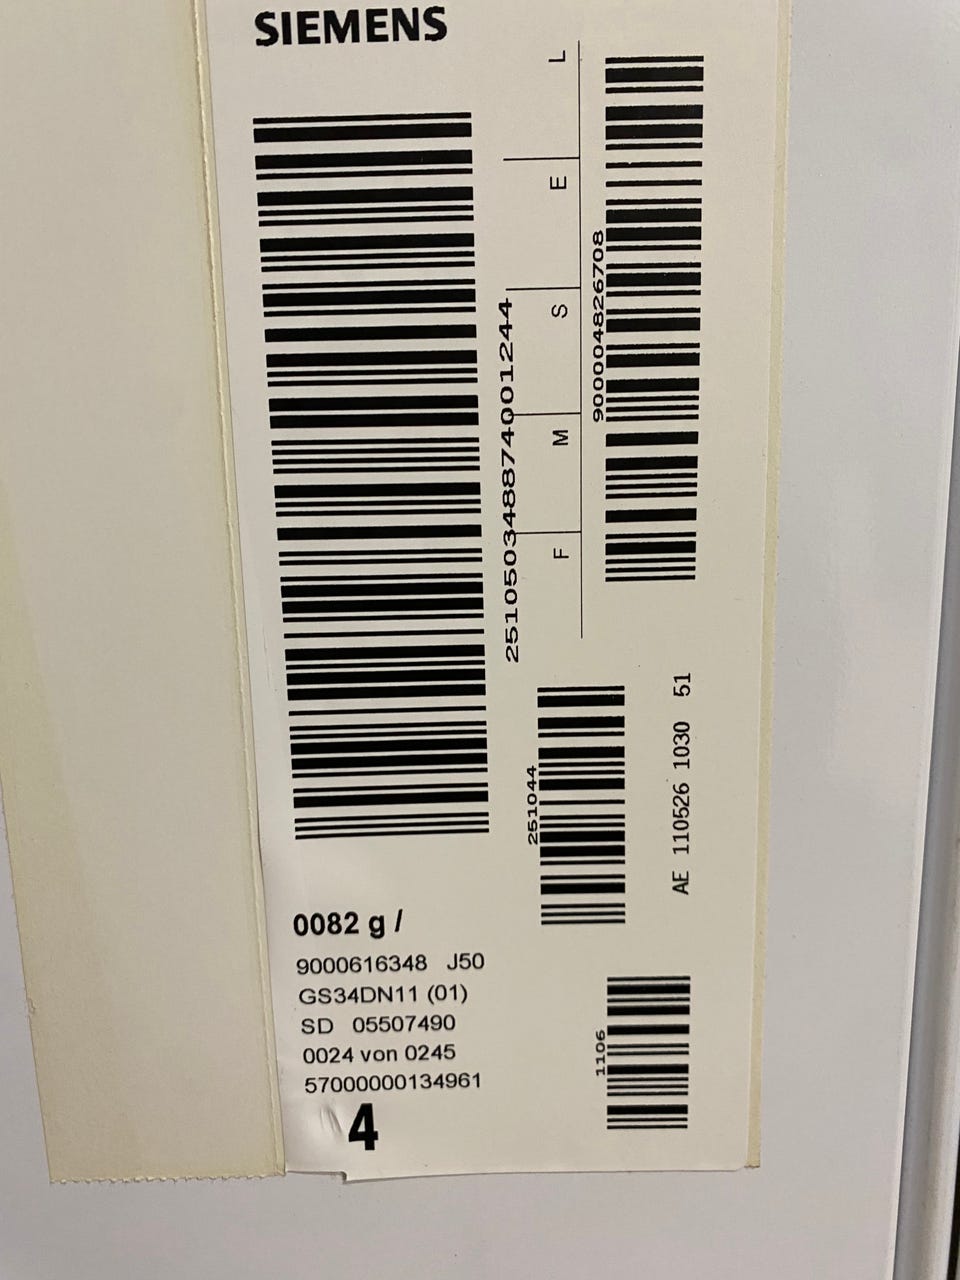 SIEMENS
251050348874001244
L
E
S
M
F
900004826708
251044
AE 110526 1030 51
0082 g /
9000616348 J50
GS34DN11 (01)
SD 05507490
0024 von 0245
57000000134961
4
1106